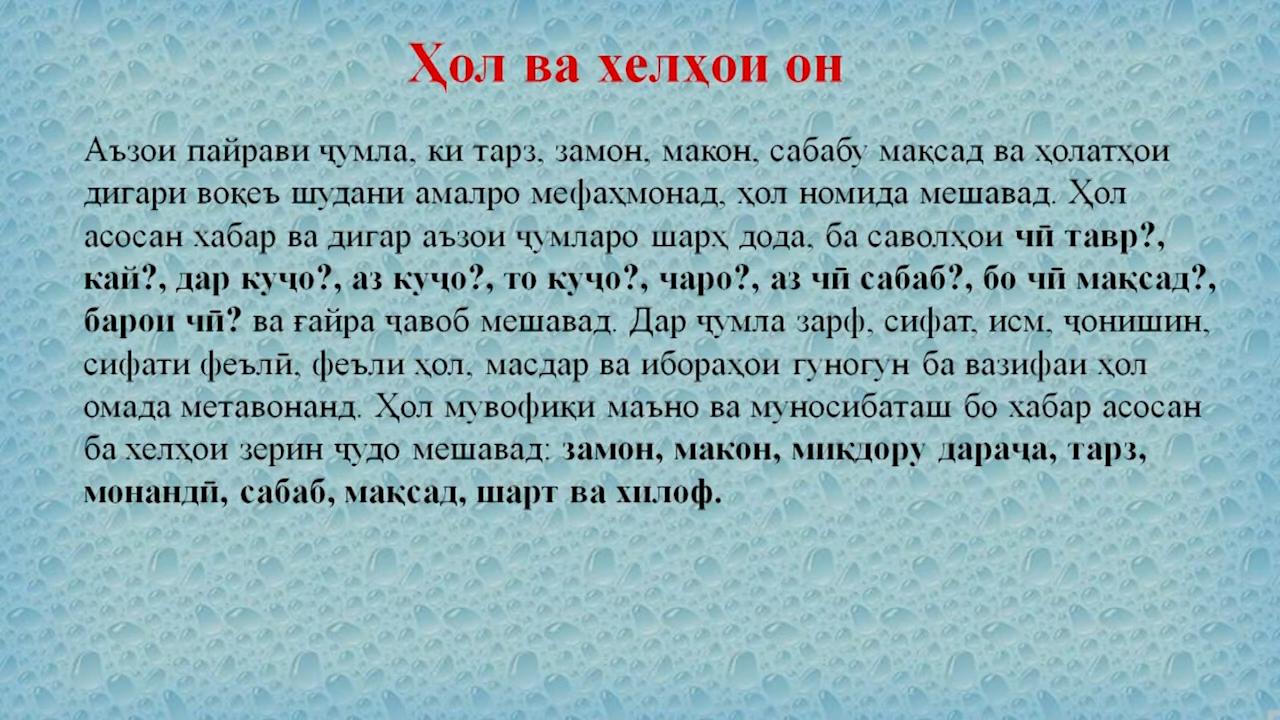 Ҳол ва хелҳои он
Аъзои пайрави ҷумла, ки тарз, замон, макон, сабабу мақсад ва ҳолатҳои
дигари воқеъ шудани амалро мефаҳмонад, ҳол номида мешавад. Ҳол
асосан хабар ва дигар аъзои ҷумларо шарҳ дода, ба саволҳои чӣ тавр?,
кай?, дар куҷо?, аз куҷо?, то куҷо?, чаро?, аз чӣ сабаб?, бо чӣ мақсад?,
барои чӣ? ва ғайра ҷавоб мешавад. Дар ҷумла зарф, сифат, исм, ҷонишин,
сифати феълӣ, феъли ҳол, масдар ва ибораҳои гуногун ба вазифаи ҳол
омада метавонанд. Ҳол мувофиқи маъно ва муносибаташ бо хабар асосан
ба хелҳои зерин ҷудо мешавад: замон, макон, миқдору дараҷа, тарз,
монандӣ, сабаб, мақсад, шарт ва хилоф.